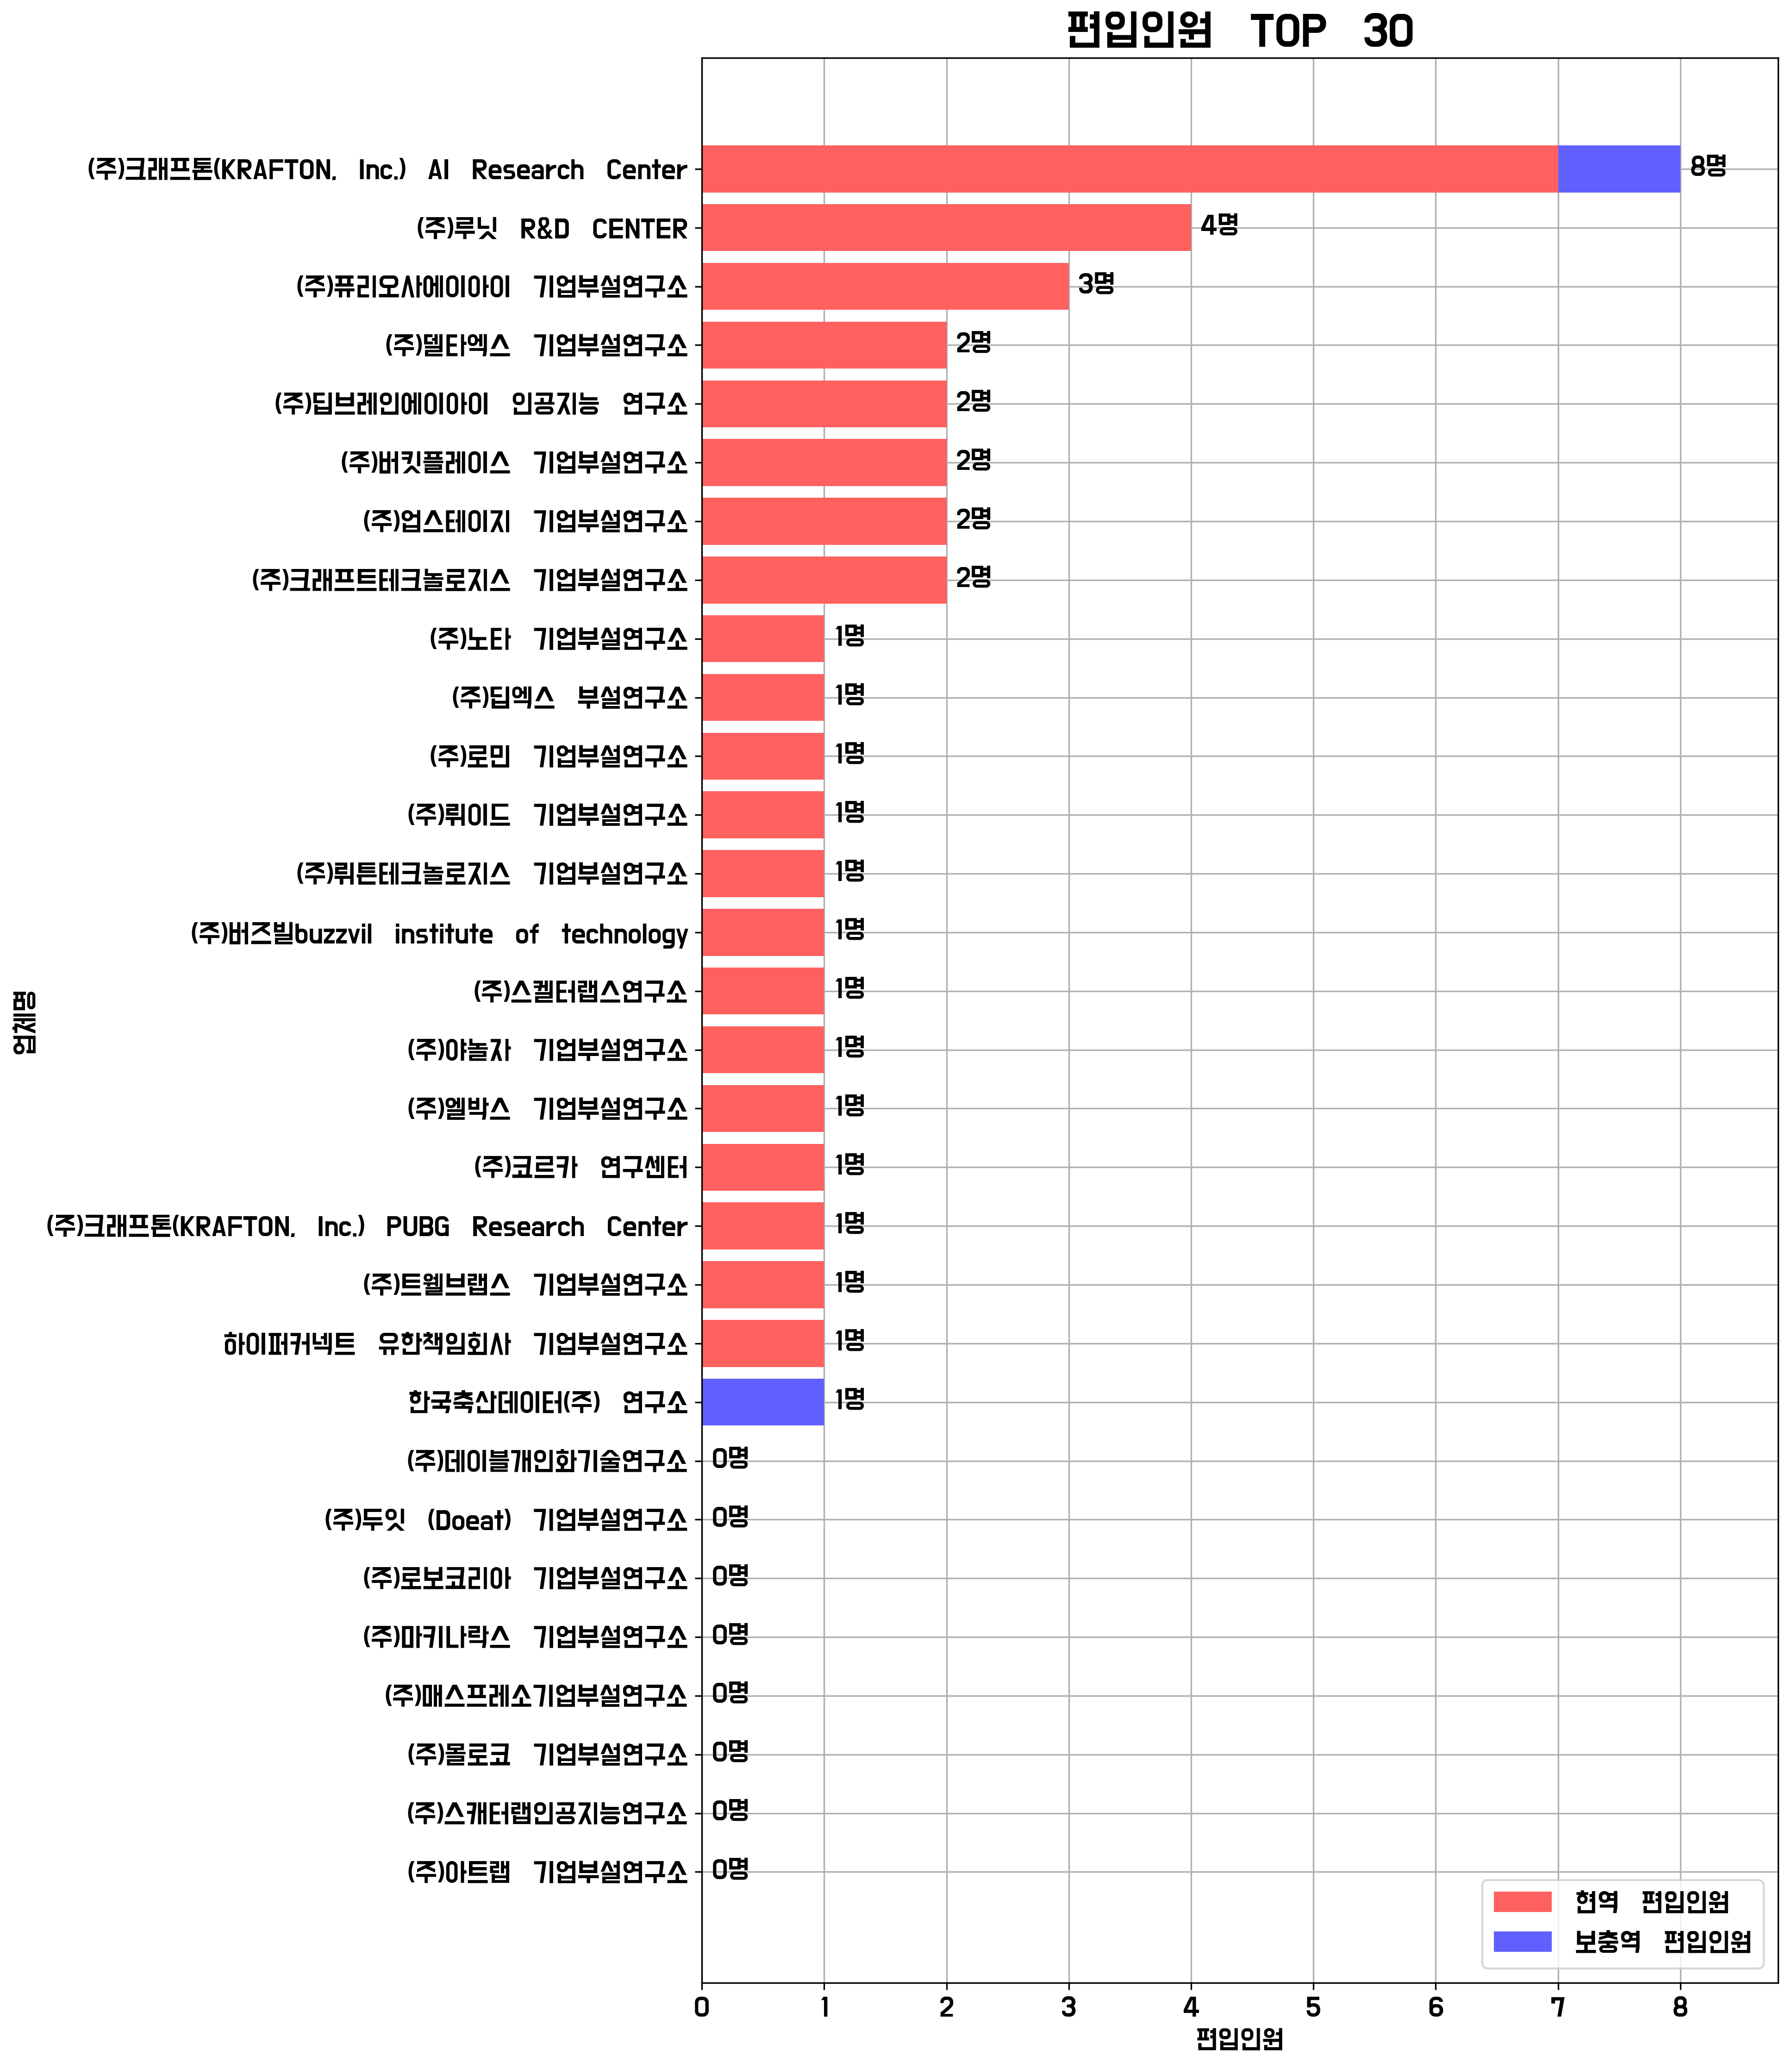 편입인원 TOP 30
(주)크래프톤(KRAFTON, Inc.) AI Research Center 8명
(주)루닛 R&D CENTER 4명
(주)퓨리오사에이아이 기업부설연구소 3명
(주)델타엑스 기업부설연구소 2명
(주)딥브레인에이아이 인공지능 연구소 2명
(주)버킷플레이스 기업부설연구소 2명
(주)업스테이지 기업부설연구소 2명
(주)크래프트테크놀로지스 기업부설연구소 2명
(주)노타 기업부설연구소 1명
(주)딥엑스 부설연구소 1명
(주)로민 기업부설연구소 1명
(주)뤼이드 기업부설연구소 1명
(주)뤼튼테크놀로지스 기업부설연구소 1명
(주)버즈빌buzzvil institute of technology 1명
(주)스켈터랩스연구소 1명
(주)야놀자 기업부설연구소 1명
(주)엘박스 기업부설연구소 1명
(주)코르카 연구센터 1명
(주)크래프톤(KRAFTON, Inc.) PUBG Research Center 1명
(주)트웰브랩스 기업부설연구소 1명
하이퍼커넥트 유한책임회사 기업부설연구소 1명
한국축산데이터(주) 연구소 1명
(주)데이블개인화기술연구소 0명
(주)두잇 (Doeat) 기업부설연구소 0명
(주)로보코리아 기업부설연구소 0명
(주)마키나락스 기업부설연구소 0명
(주)매스프레소기업부설연구소 0명
(주)몰로코 기업부설연구소 0명
(주)스캐터랩인공지능연구소 0명
(주)아트랩 기업부설연구소 0명
업체명
현역 편입인원
보충역 편입인원
0 1 2 3 4 5 6 7 8
편입인원